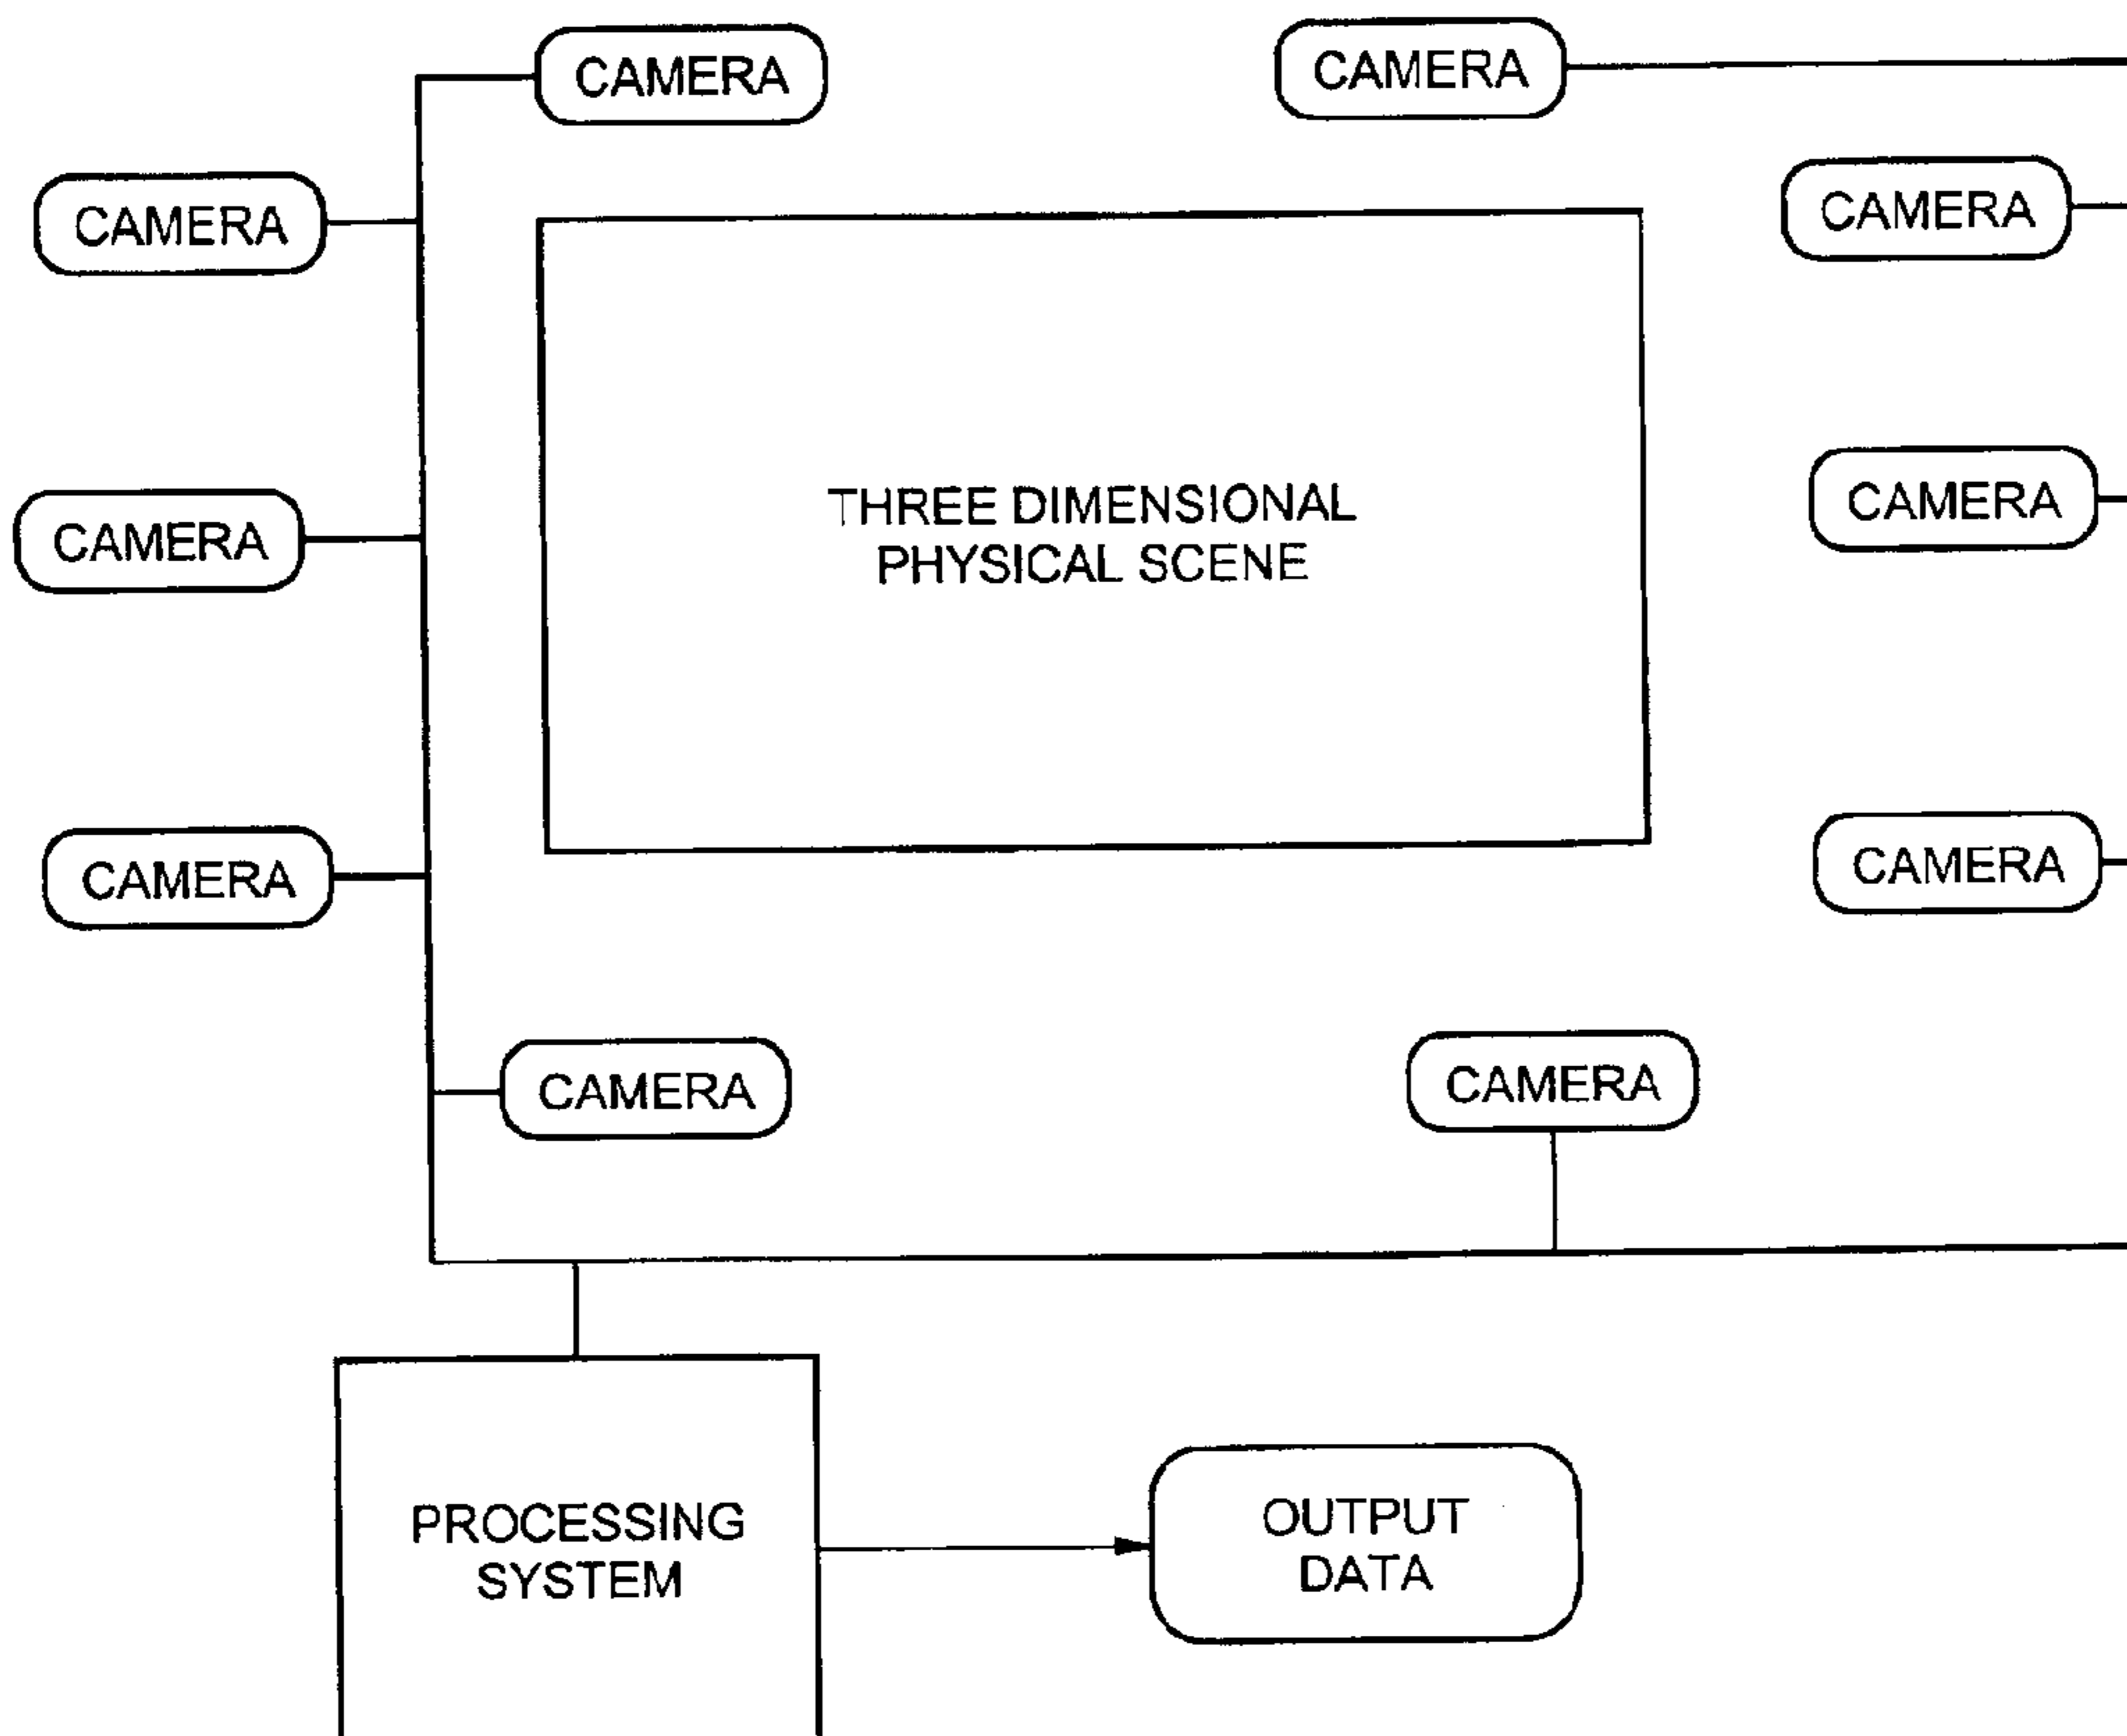 CAMERA
CAMERA
CAMERA
CAMERA
THREE DIMENSIONAL
PHYSICAL SCENE
CAMERA
CAMERA
CAMERA
CAMERA
CAMERA
CAMERA
PROCESSING
SYSTEM
OUTPUT
DATA